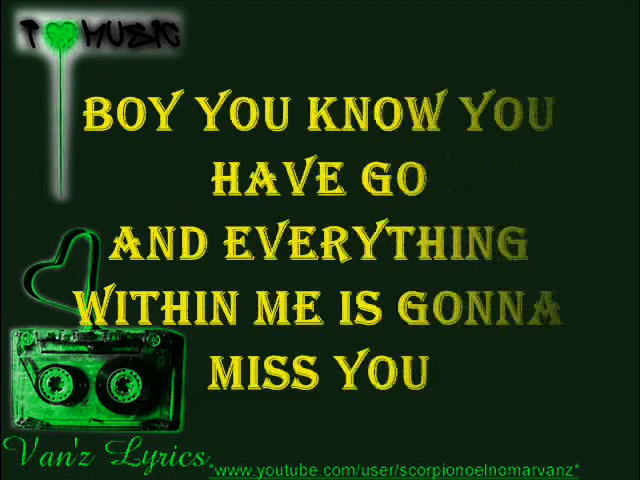 I ♥ MUSIC
BOY YOU KNOW YOU
HAVE GO
AND EVERYTHING
WITHIN ME IS GONNA
MISS YOU
Van'z Lyrics
*www.youtube.com/user/scorpionoelnomarvanz*